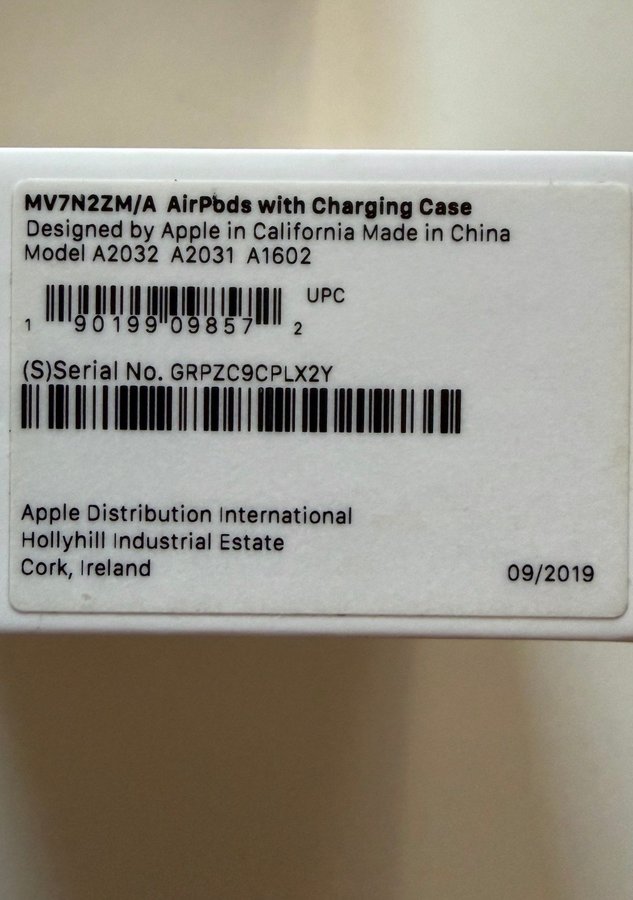 MV7N2ZM/A AirPods with Charging Case
Designed by Apple in California Made in China
Model A2032 A2031 A1602
UPC
1 90199 09857 2
(S)Serial No. GRPZC9CPLX2Y
Apple Distribution International
Hollyhill Industrial Estate
Cork, Ireland
09/2019